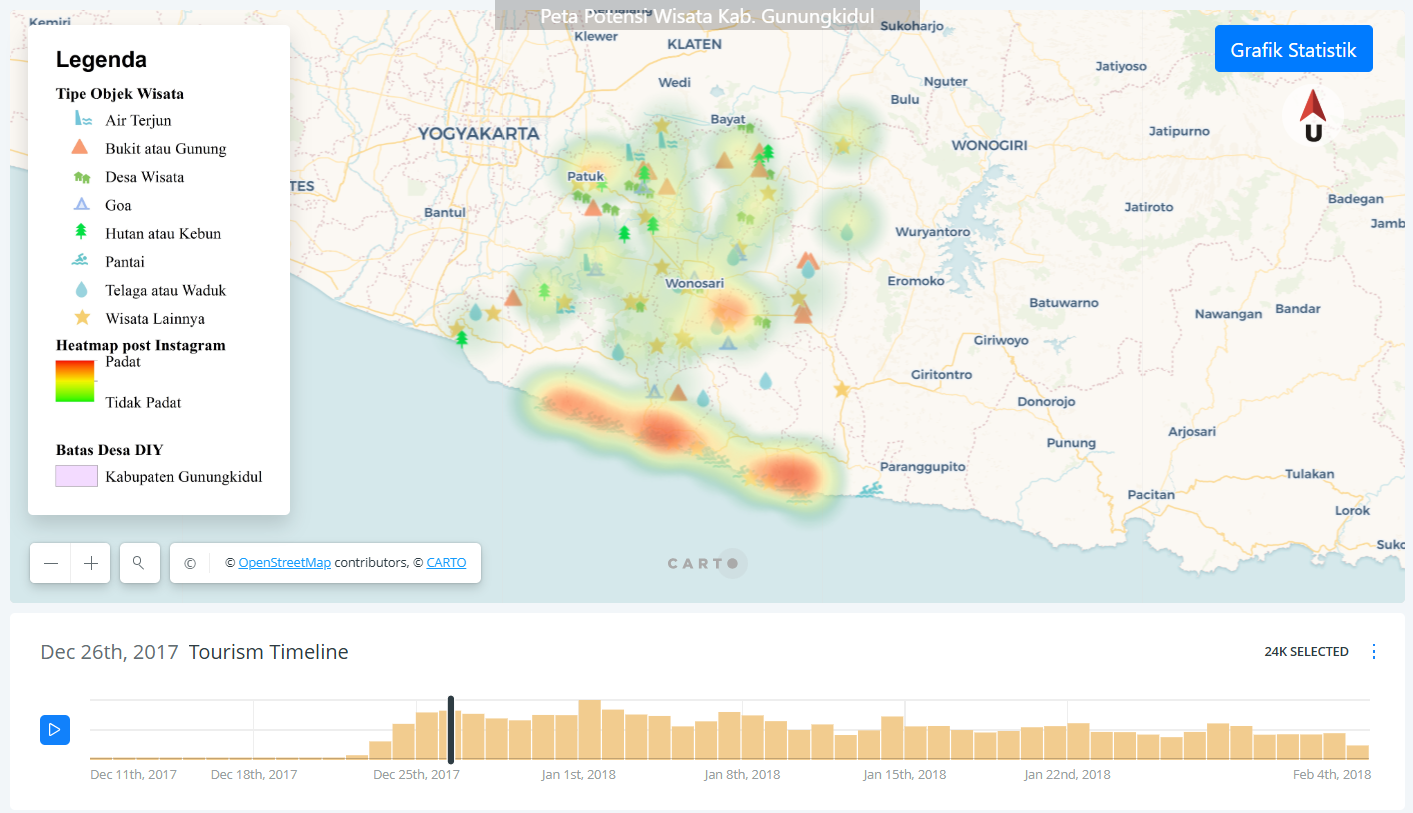 Peta Potensi Wisata Kab. Gunungkidul
Grafik Statistik
Legenda
Tipe Objek Wisata
Air Terjun
Bukit atau Gunung
Desa Wisata
Goa
Hutan atau Kebun
Pantai
Telaga atau Waduk
Wisata Lainnya
Heatmap post Instagram
Padat
Tidak Padat
Batas Desa DIY
Kabupaten Gunungkidul
U
Kemiri
Klewer
KLATEN
Sukoharjo
Jatiyoso
Wedi
Nguter
Bulu
Bayat
YOGYAKARTA
Jatipurno
WONOGIRI
Patuk
TES
Bantul
Badegan
Jatiroto
Jamb
Wuryantoro
Wonosari
Eromoko
Batuwarno
Nawangan
Bandar
Giriwoyo
Giritontro
Donorojo
Arjosari
Punung
Paranggupito
Tulakan
Pacitan
Lorok
Suko
© © OpenStreetMap contributors, © CARTO
CARTO
Dec 26th, 2017 Tourism Timeline
24K SELECTED
Dec 11th, 2017 Dec 18th, 2017 Dec 25th, 2017 Jan 1st, 2018 Jan 8th, 2018 Jan 15th, 2018 Jan 22nd, 2018 Feb 4th, 2018